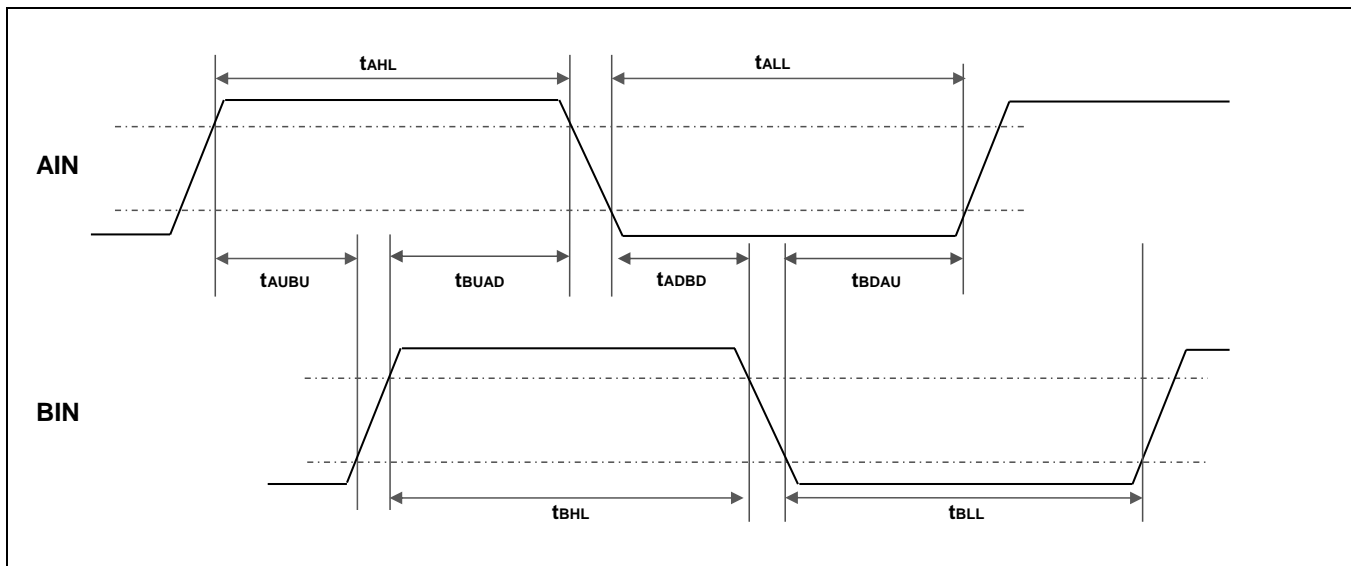 tAHL
tALL
AIN
tAUBU
tBUAD
tADBD
tBDAU
BIN
tBHL
tBLL